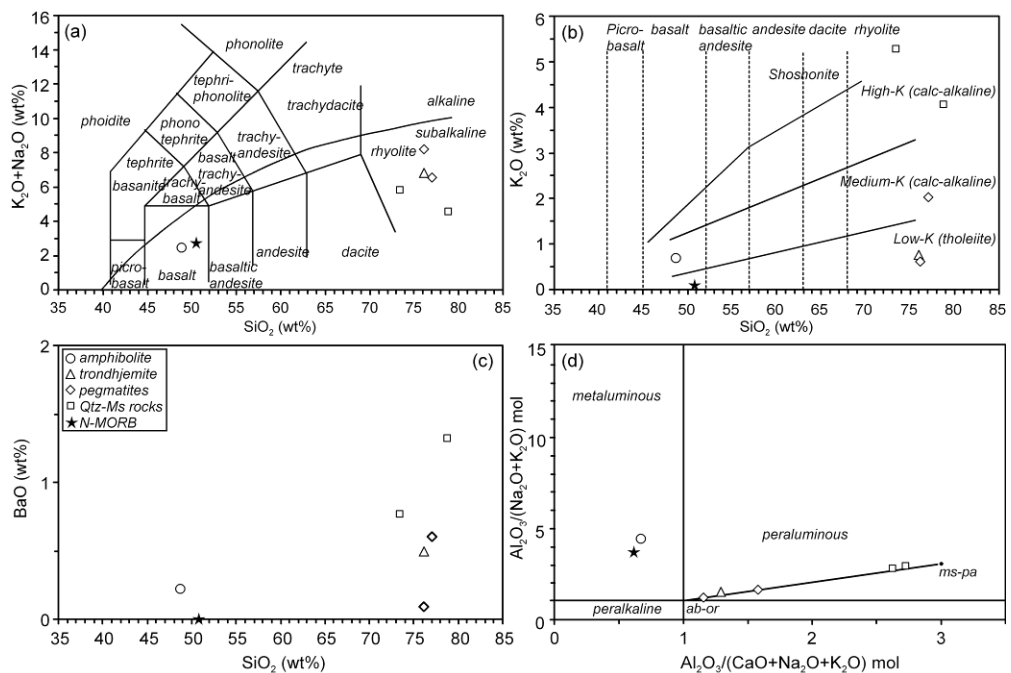 (a)
K2O+Na2O (wt%)
16
14
12
10
8
6
4
2
0
phonolite
tephri-
phonolite
trachyte
phoidite
phono
tephrite
trachydacite
alkaline
subalkaline
tephrite
basalt
trachy-
andesite
trachy-
andesite
rhyolite
basanite
trachy-
basalt
picro-
basalt
basalt
basaltic
andesite
andesite
dacite
35 40 45 50 55 60 65 70 75 80 85
SiO2 (wt%)
(b)
K2O (wt%)
6
5
4
3
2
1
0
Picro-
basalt
basalt
basaltic
andesite
andesite
dacite
rhyolite
Shoshonite
High-K (calc-alkaline)
Medium-K (calc-alkaline)
Low-K (tholeiite)
35 40 45 50 55 60 65 70 75 80 85
SiO2 (wt%)
(c)
BaO (wt%)
2
1
0
amphibolite
trondhjemite
pegmatites
Qtz-Ms rocks
N-MORB
35 40 45 50 55 60 65 70 75 80 85
SiO2 (wt%)
(d)
Al2O3/(Na2O+K2O) mol
15
10
5
0
metaluminous
peraluminous
ms-pa
peralkaline
ab-or
0 1 2 3
Al2O3/(CaO+Na2O+K2O) mol